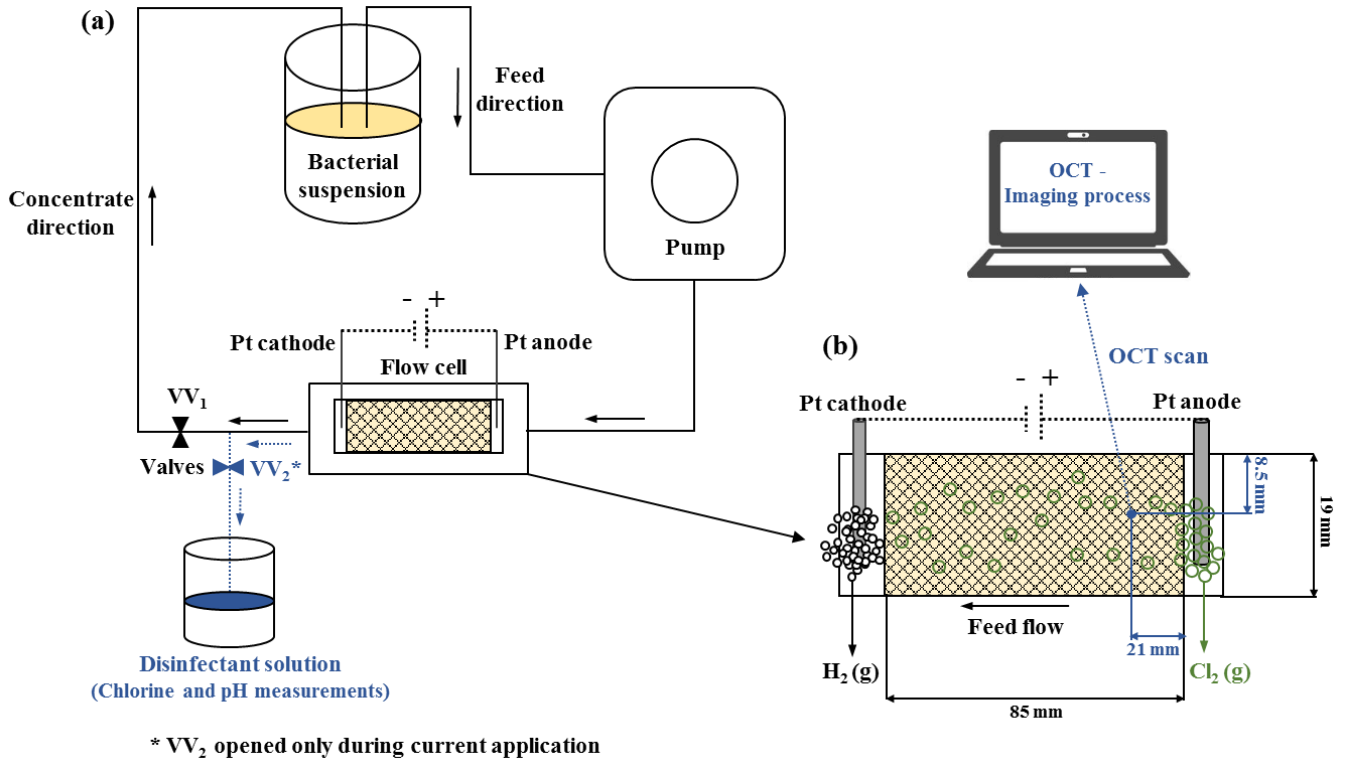 (a)
Feed
direction
Bacterial
suspension
Concentrate
direction
Pump
OCT -
Imaging process
- +
Pt cathode
Pt anode
Flow cell
VV₁
Valves
VV₂*
Disinfectant solution
(Chlorine and pH measurements)
* VV₂ opened only during current application
(b)
OCT scan
- +
Pt cathode
Pt anode
8.5 mm
19 mm
Feed flow
21 mm
H₂ (g)
Cl₂ (g)
85 mm